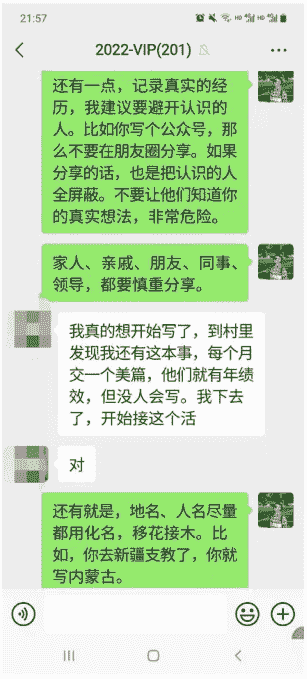 21:57
2022-VIP(201)
还有一点，记录真实的经
历，我建议要避开认识的
人。比如你写个公众号，那
么不要在朋友圈分享。如果
分享的话，也是把认识的人
全屏蔽。不要让他们知道你
的真实想法，非常危险。
家人、亲戚、朋友、同事、
领导，都要慎重分享。
我真的想开始写了，到村里
发现我还有这本事，每个月
交一个美篇，他们就有年绩
效，但没人会写。我下去
了，开始接这个活
对
还有就是，地名、人名尽量
都用化名，移花接木。比
如，你去新疆支教了，你就
写内蒙古。